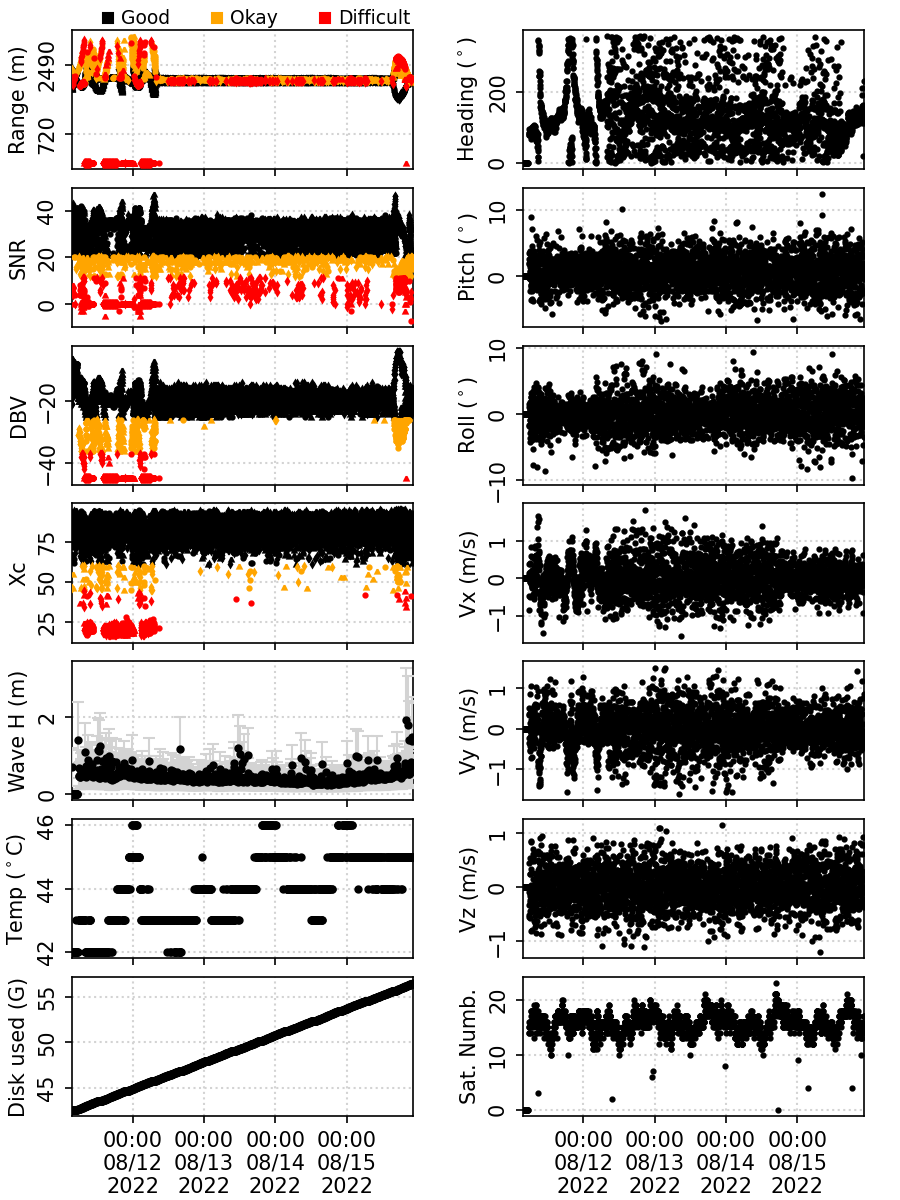 Good Okay Difficult
Range (m)
2490
720
Heading (°)
200
0
SNR
40
20
0
Pitch (°)
10
0
DBV
−20
−40
Roll (°)
10
0
−10
Xc
75
50
25
Vx (m/s)
1
0
−1
Wave H (m)
2
0
Vy (m/s)
1
0
−1
Temp (°C)
46
44
42
Vz (m/s)
1
0
−1
Disk used (G)
55
50
45
Sat. Numb.
20
10
0
00:00 00:00 00:00 00:00
08/12 08/13 08/14 08/15
2022 2022 2022 2022
00:00 00:00 00:00 00:00
08/12 08/13 08/14 08/15
2022 2022 2022 2022